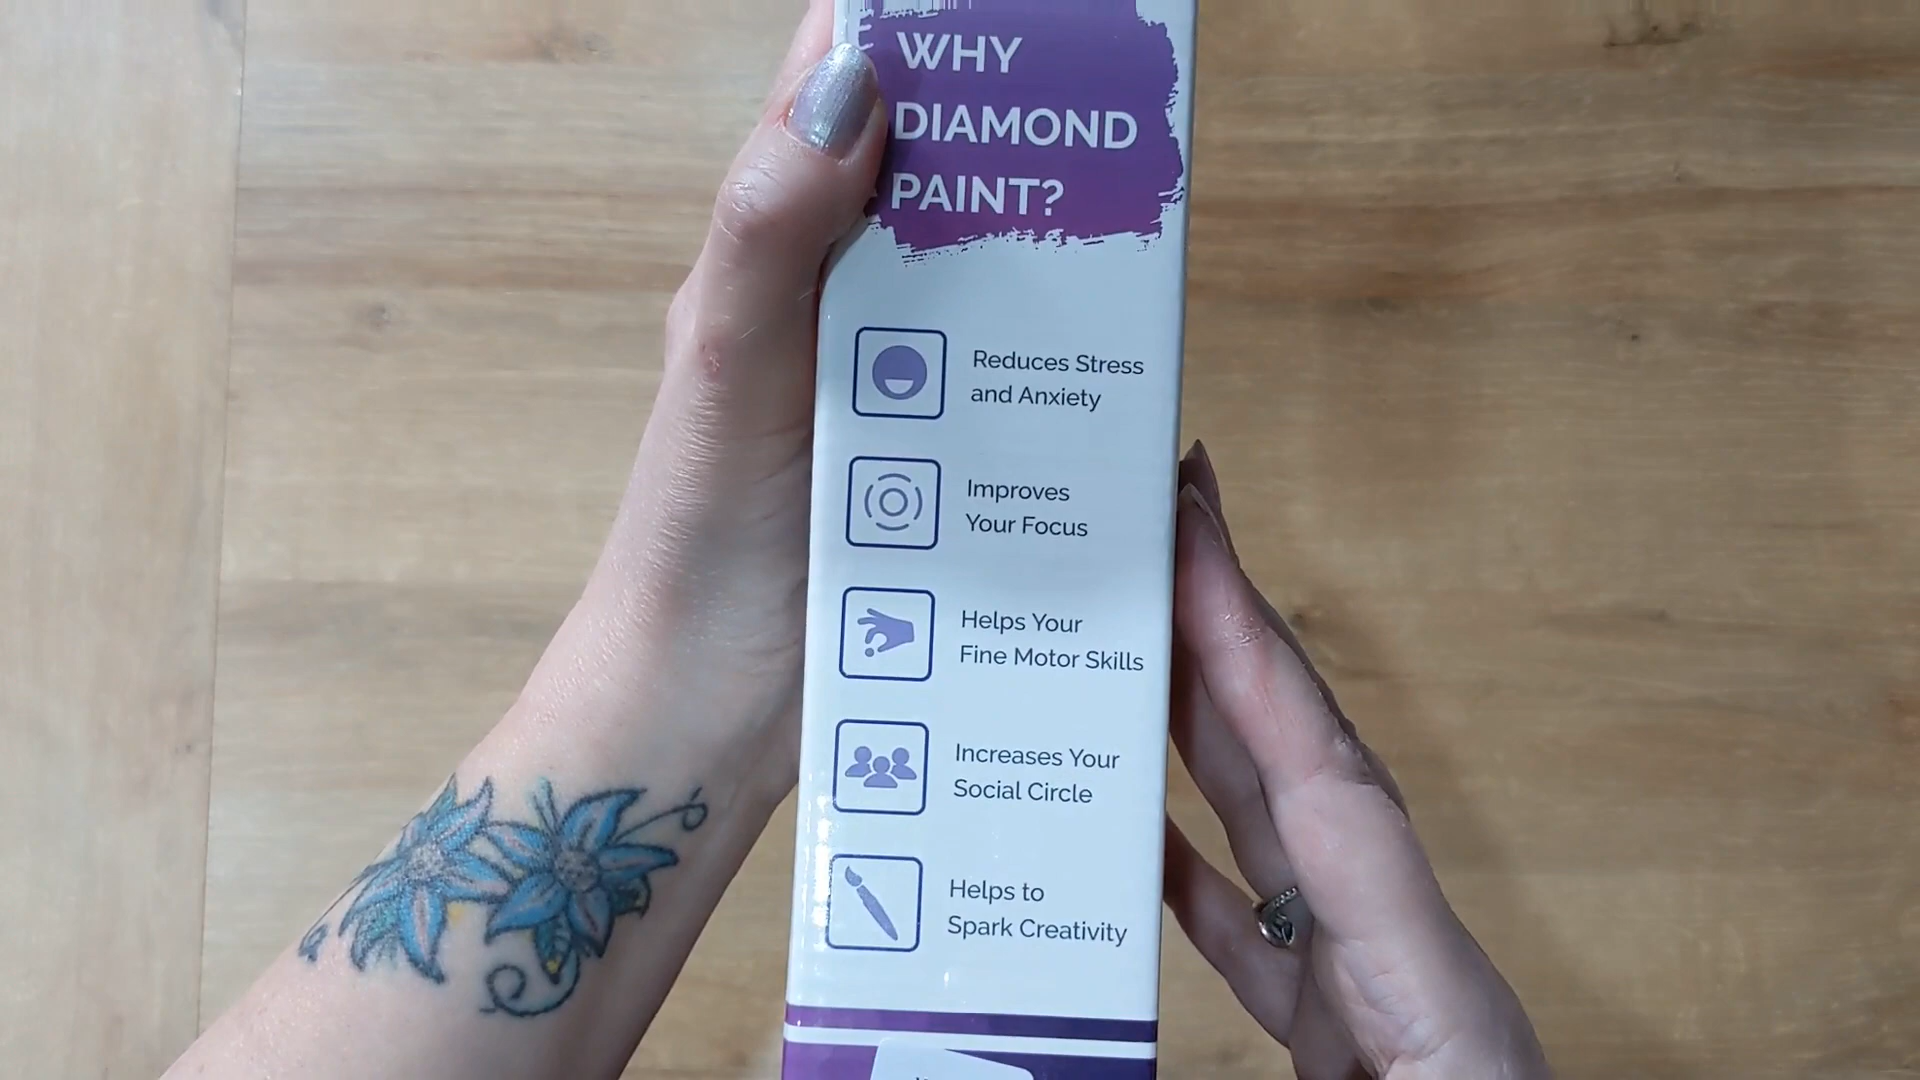 WHY
DIAMOND
PAINT?
Reduces Stress
and Anxiety
Improves
Your Focus
Helps Your
Fine Motor Skills
Increases Your
Social Circle
Helps to
Spark Creativity